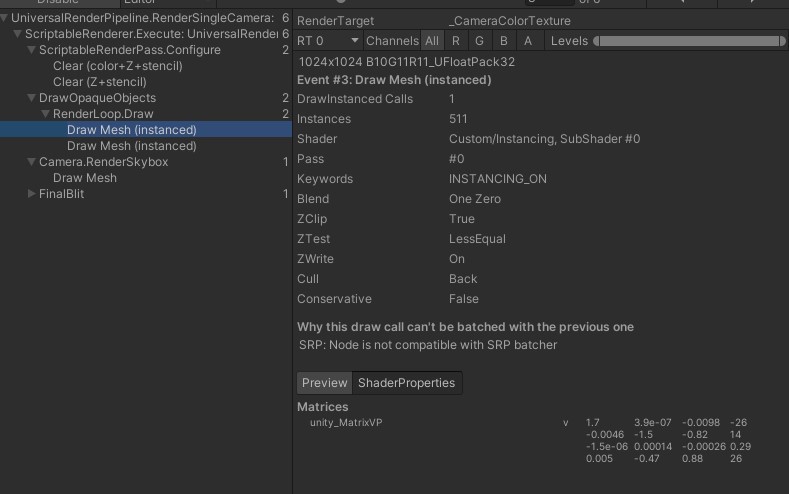 UniversalRenderPipeline.RenderSingleCamera: 6
ScriptableRenderer.Execute: UniversalRender 6
ScriptableRenderPass.Configure 2
Clear (color+Z+stencil)
Clear (Z+stencil)
DrawOpaqueObjects 2
RenderLoop.Draw 2
Draw Mesh (instanced)
Draw Mesh (instanced)
Camera.RenderSkybox 1
Draw Mesh
FinalBlit 1
RenderTarget _CameraColorTexture
RT 0 Channels All R G B A Levels
1024x1024 B10G11R11_UFloatPack32
Event #3: Draw Mesh (instanced)
DrawInstanced Calls 1
Instances 511
Shader Custom/Instancing, SubShader #0
Pass #0
Keywords INSTANCING_ON
Blend One Zero
ZClip True
ZTest LessEqual
ZWrite On
Cull Back
Conservative False
Why this draw call can't be batched with the previous one
SRP: Node is not compatible with SRP batcher
Preview ShaderProperties
Matrices
unity_MatrixVP v 1.7 3.9e-07 -0.0098 -26
-0.0046 -1.5 -0.82 14
-1.5e-06 0.00014 -0.00026 0.29
0.005 -0.47 0.88 26